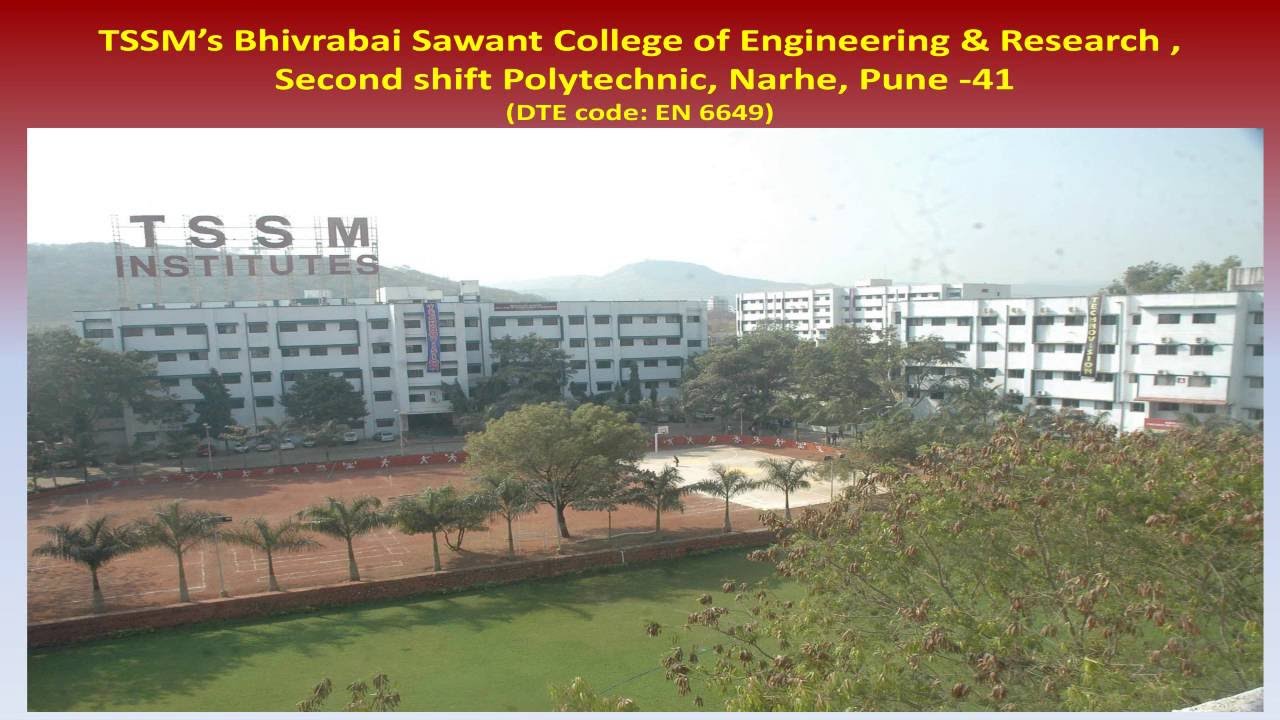 TSSM’s Bhivrabai Sawant College of Engineering & Research ,
Second shift Polytechnic, Narhe, Pune -41
(DTE code: EN 6649)
TSSM
INSTITUTES
TECHNOVISION